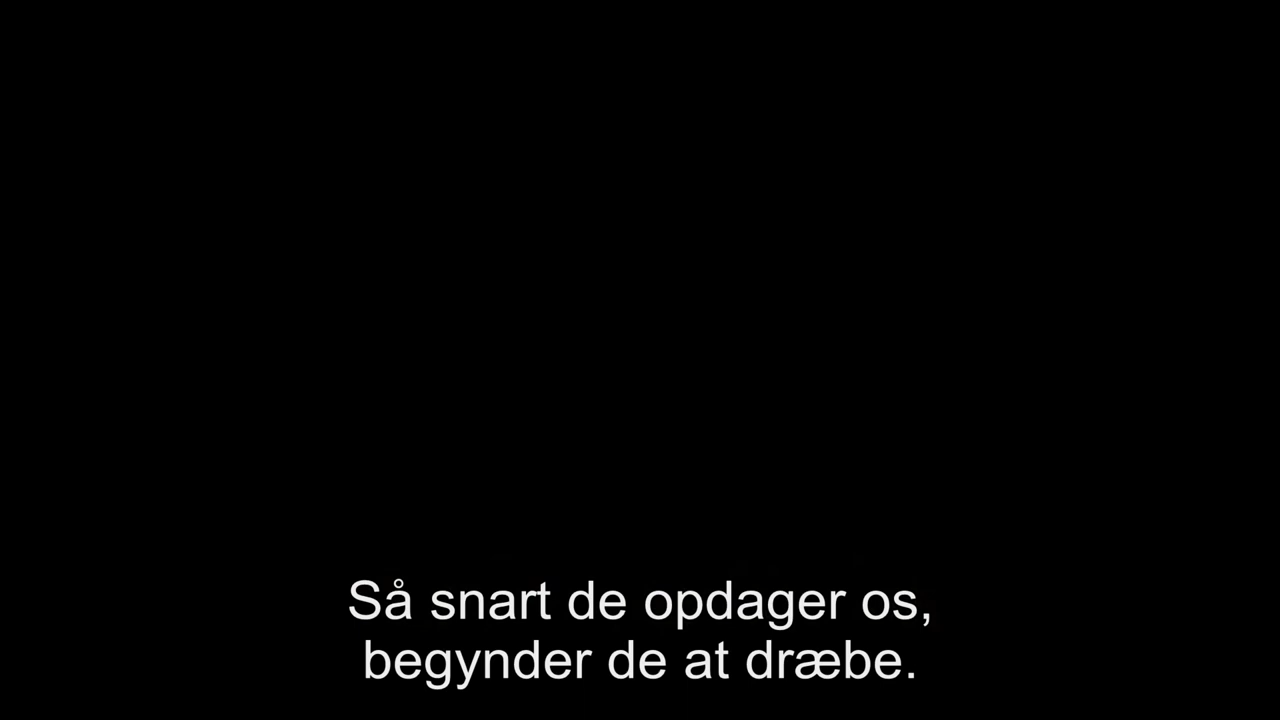 Så snart de opdager os,
begynder de at dræbe.